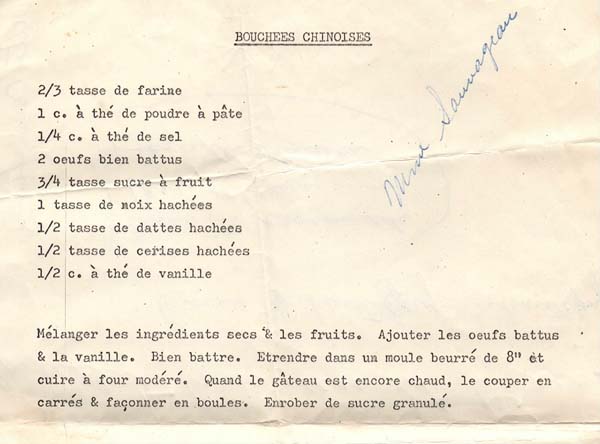 BOUCHEES CHINOISES
Mme Sauvageau
2/3 tasse de farine
1 c. à thé de poudre à pâte
1/4 c. à thé de sel
2 oeufs bien battus
3/4 tasse sucre à fruit
1 tasse de noix hachées
1/2 tasse de dattes hachées
1/2 tasse de cerises hachées
1/2 c. à thé de vanille
Mélanger les ingrédients secs & les fruits. Ajouter les oeufs battus
& la vanille. Bien battre. Etrendre dans un moule beurré de 8" èt
cuire à four modéré. Quand le gâteau est encore chaud, le couper en
carrés & façonner en boules. Enrober de sucre granulé.